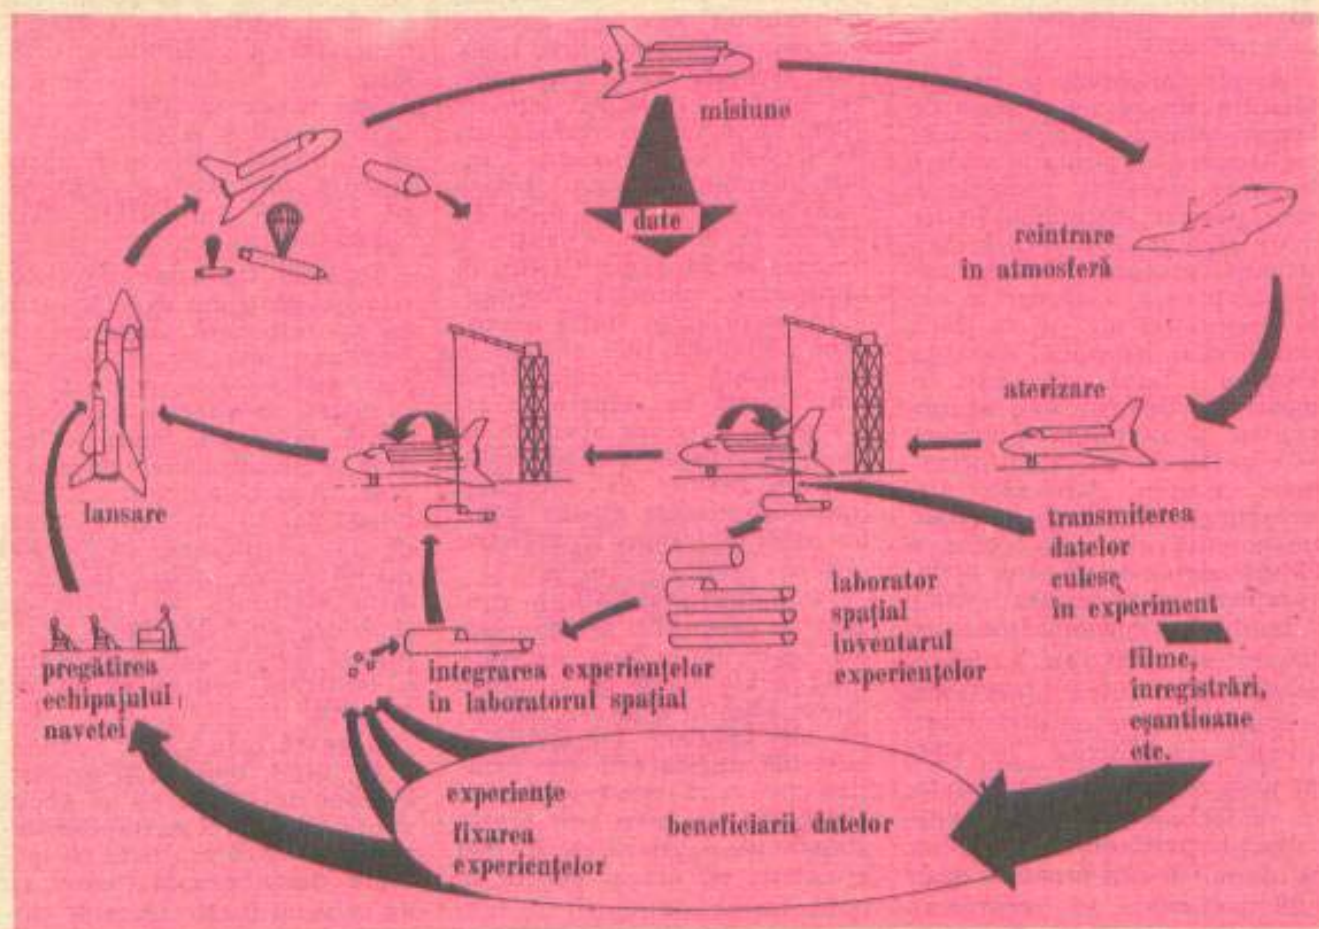 misiune
date
reintrare
în atmosferă
aterizare
lansare
transmiterea
datelor
culese
în experiment
laborator
spațial
inventarul
experiențelor
pregătirea
echipajului
navetei
integrarea experiențelor
în laboratorul spațial
filme,
înregistrări,
eșantioane
etc.
experiențe
fixarea
experiențelor
beneficiarii datelor